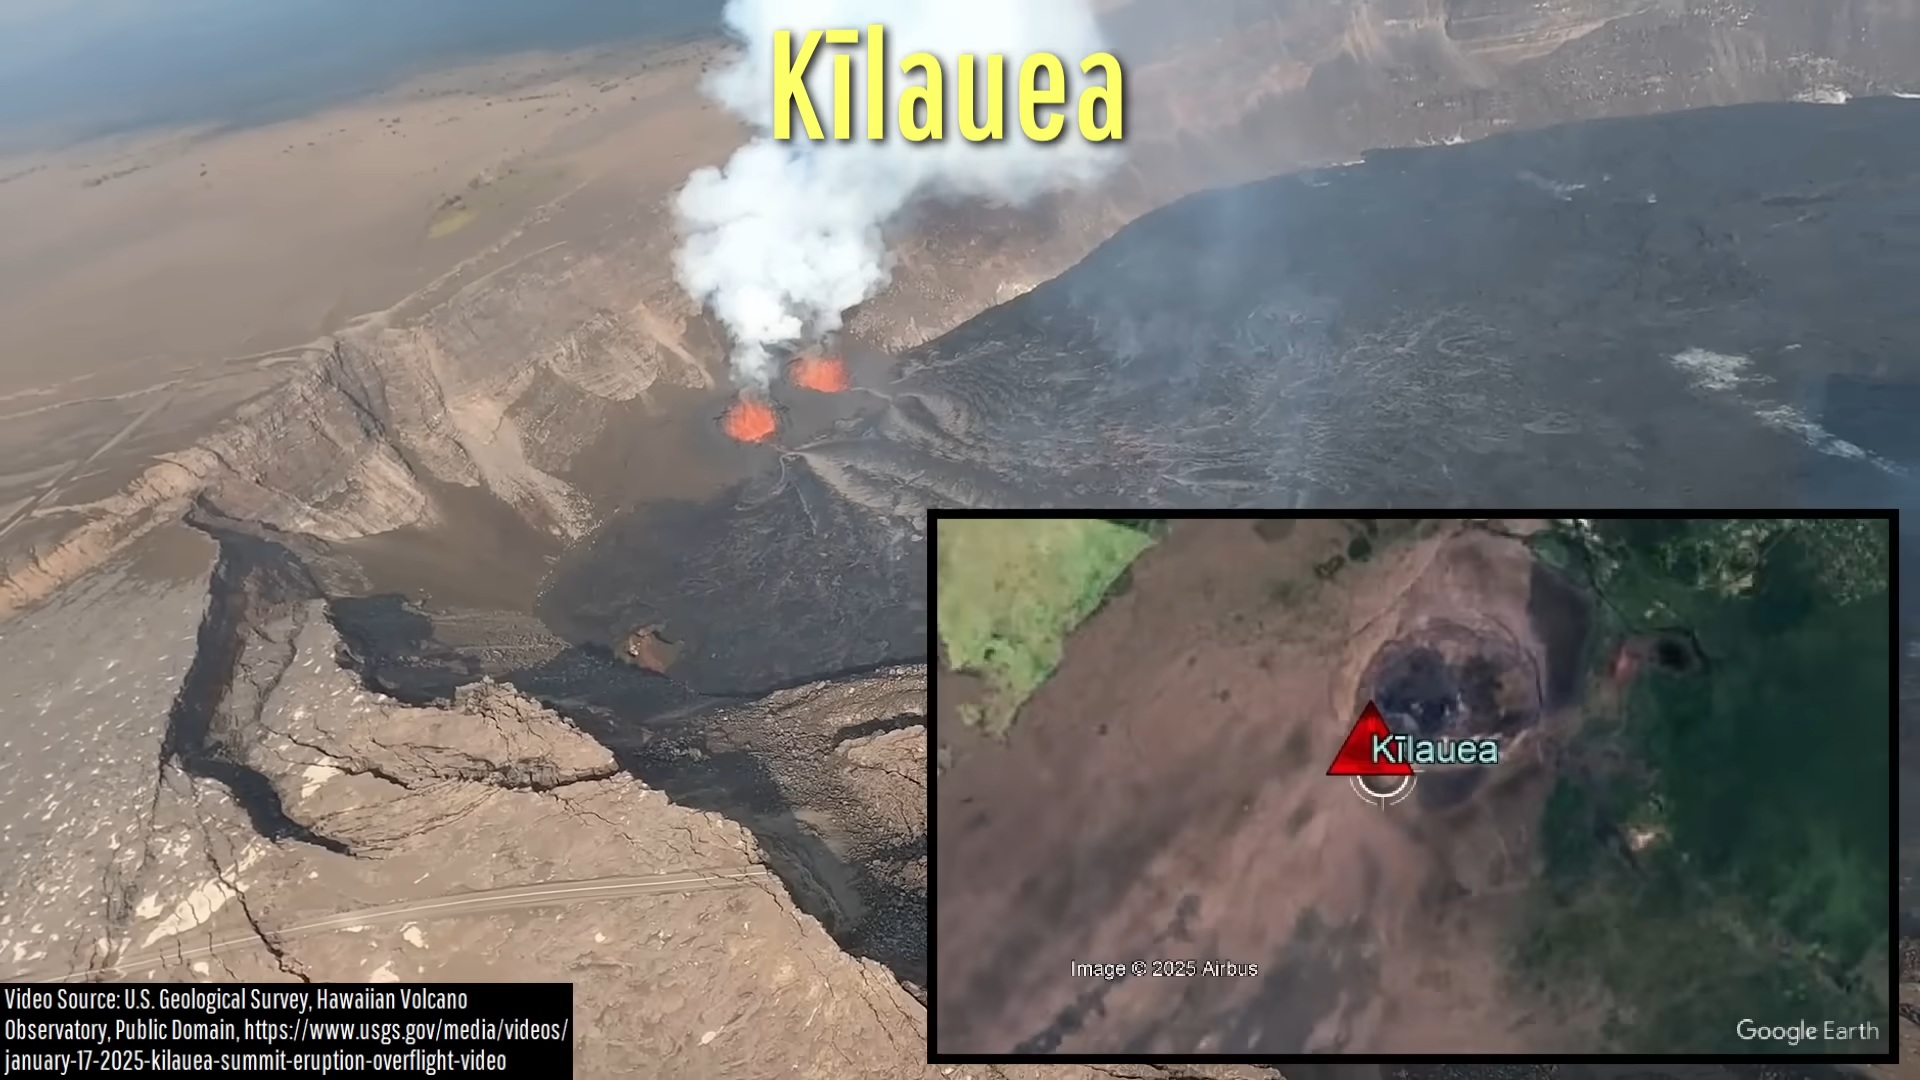 Kīlauea
Kīlauea
Image © 2025 Airbus
Google Earth
Video Source: U.S. Geological Survey, Hawaiian Volcano
Observatory, Public Domain, https://www.usgs.gov/media/videos/
january-17-2025-kilauea-summit-eruption-overflight-video